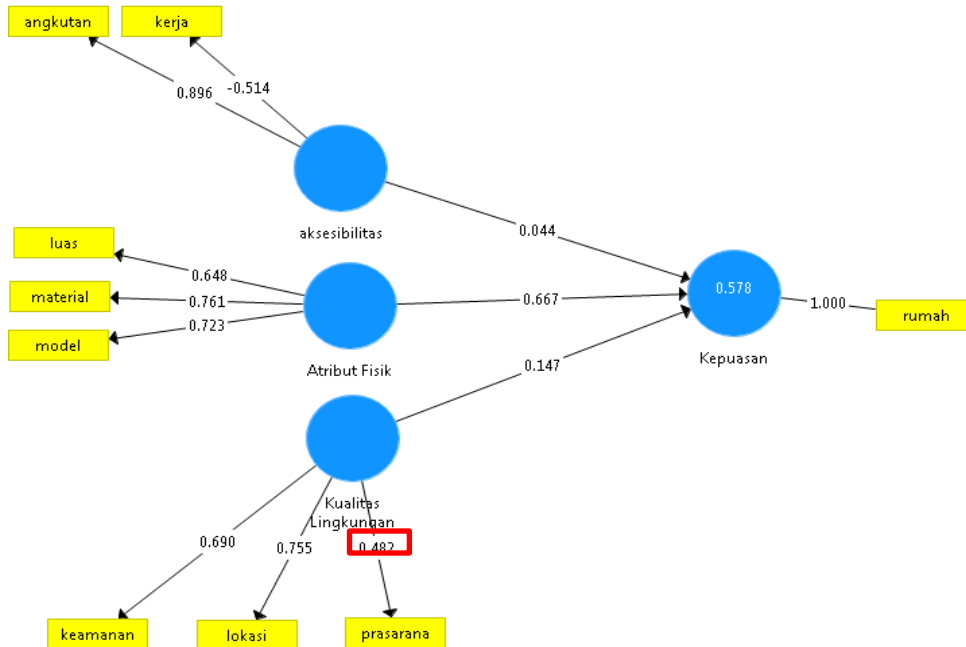 angkutan
kerja
0.896
-0.514
aksesibilitas
0.044
luas
0.648
material
0.761
model
0.723
Atribut Fisik
0.667
0.578
1.000
rumah
Kepuasan
0.147
Kualitas
Lingkungan
0.690
0.755
0.482
keamanan
lokasi
prasarana